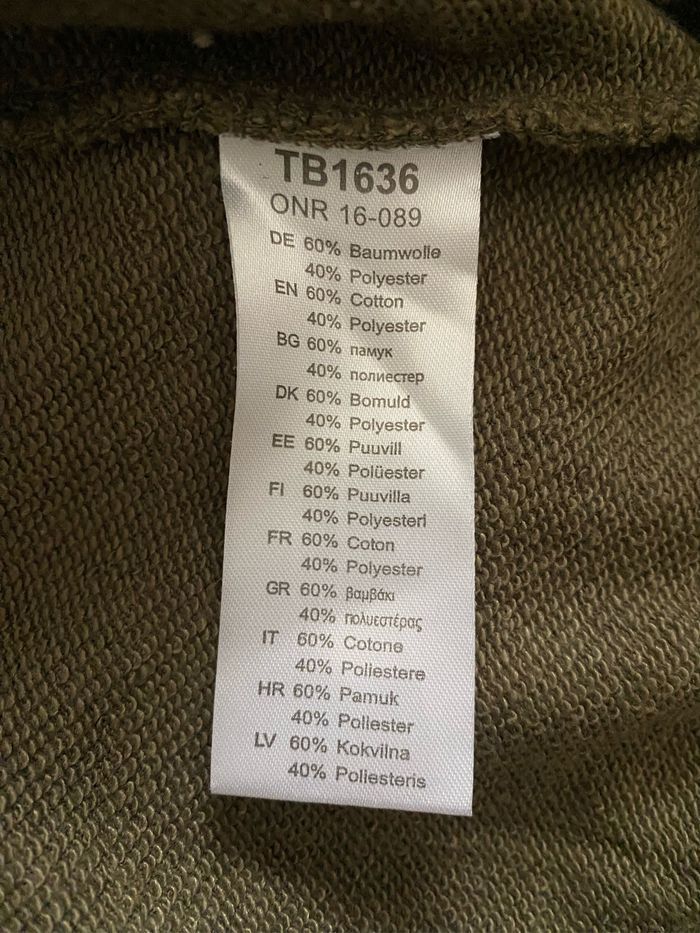 TB1636
ONR 16-089
DE 60% Baumwolle
40% Polyester
EN 60% Cotton
40% Polyester
BG 60% памук
40% полиестер
DK 60% Bomuld
40% Polyester
EE 60% Puuvill
40% Polüester
FI 60% Puuvilla
40% Polyesterl
FR 60% Coton
40% Polyester
GR 60% βαμβάκι
40% πολυεστέρας
IT 60% Cotone
40% Poliestere
HR 60% Pamuk
40% Poliester
LV 60% Kokvilna
40% Poliesteris